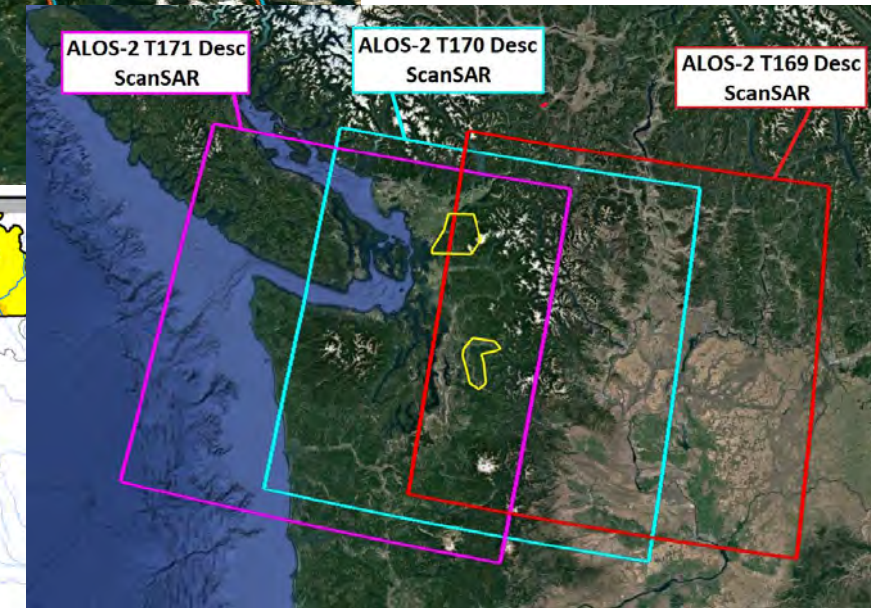 ALOS-2 T171 Desc
ScanSAR
ALOS-2 T170 Desc
ScanSAR
ALOS-2 T169 Desc
ScanSAR